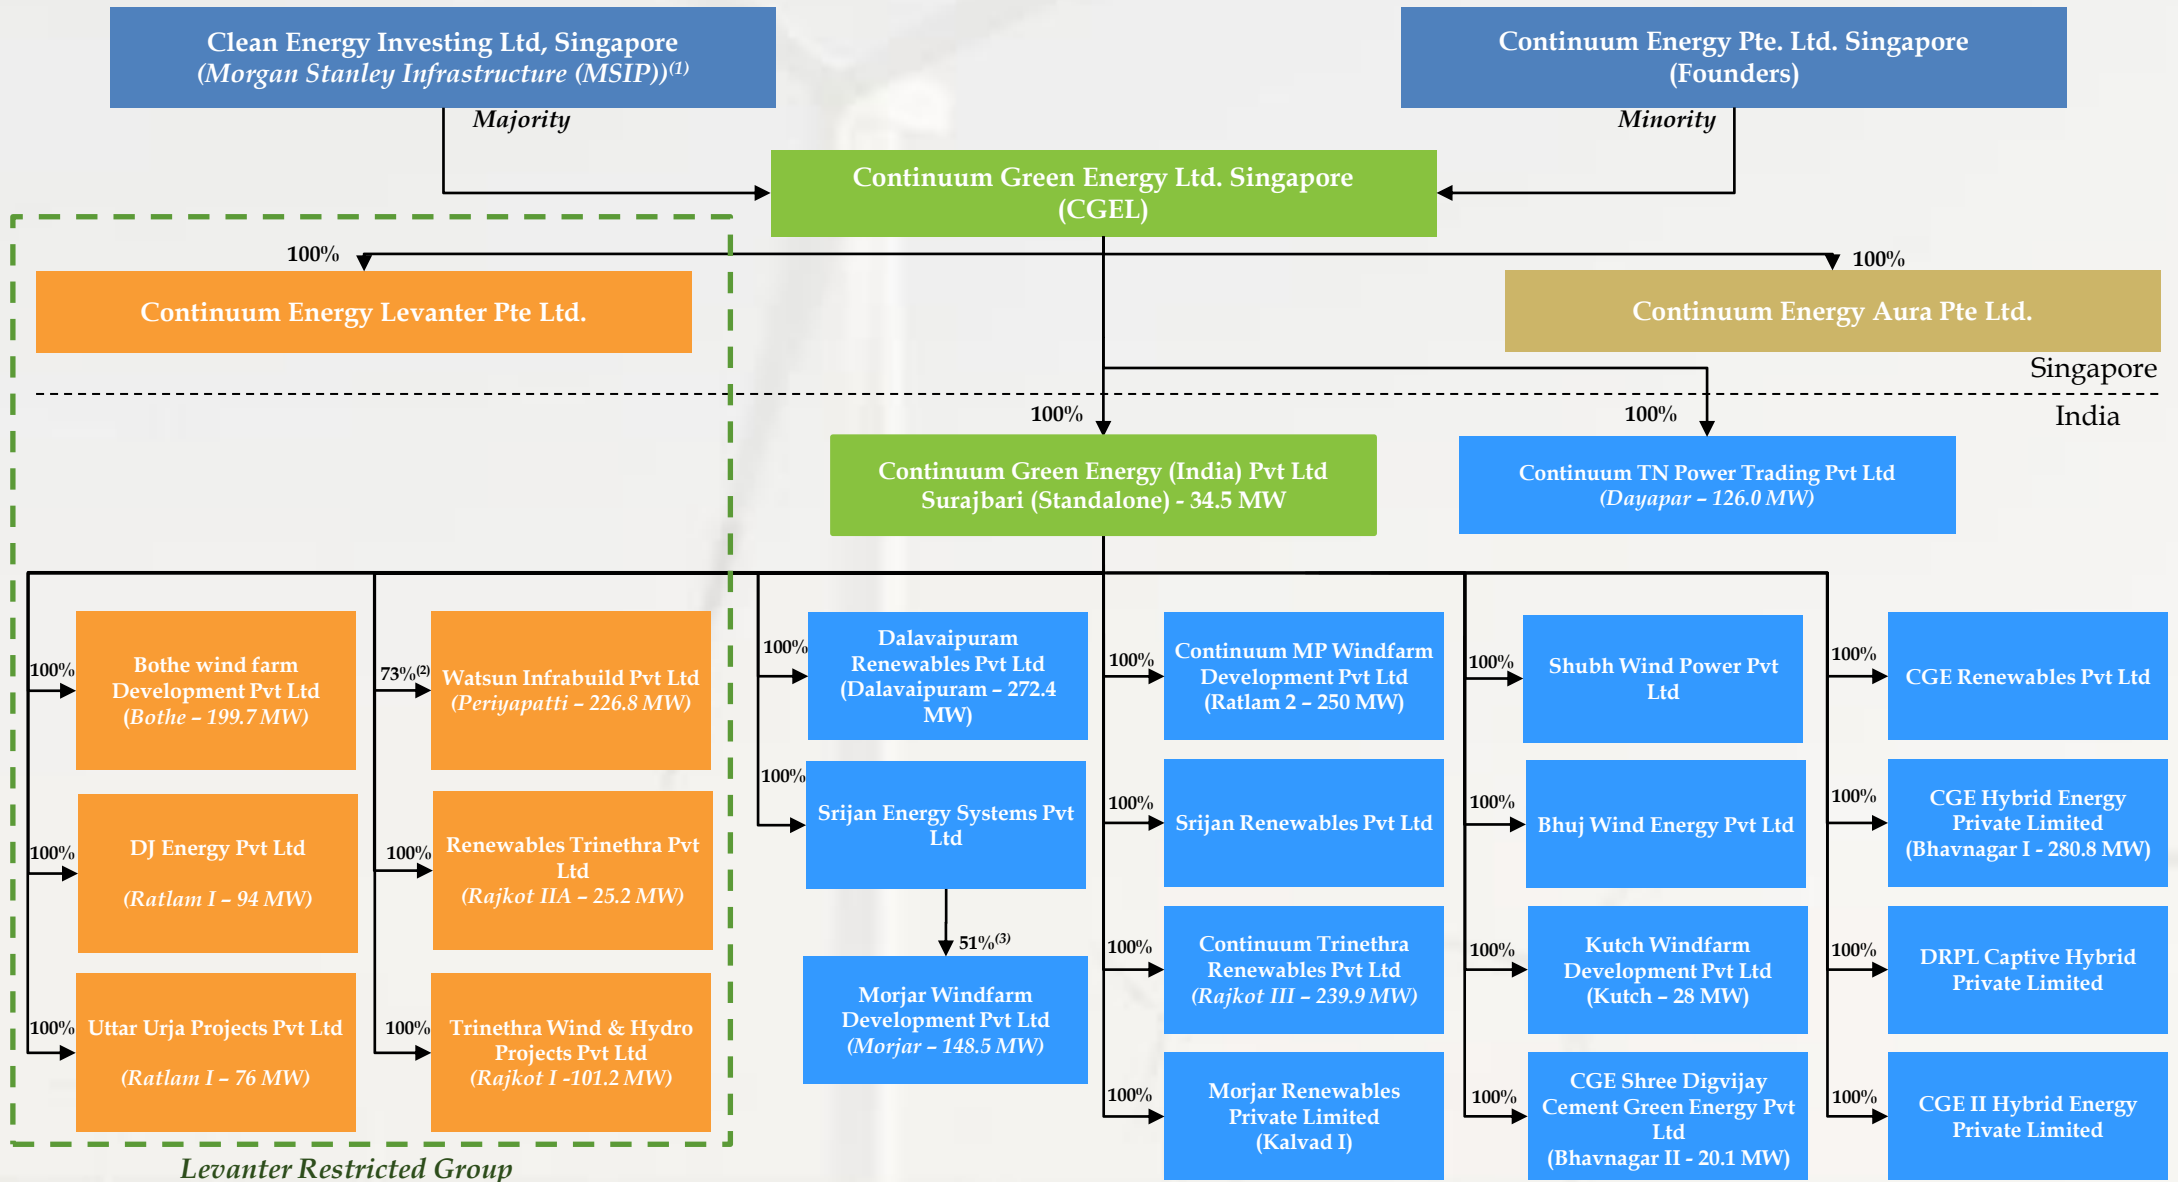 Clean Energy Investing Ltd, Singapore
(Morgan Stanley Infrastructure (MSIP))(1)
Continuum Energy Pte. Ltd. Singapore
(Founders)
Majority
Minority
Continuum Green Energy Ltd. Singapore
(CGEL)
100%
100%
Continuum Energy Levanter Pte Ltd.
Continuum Energy Aura Pte Ltd.
Singapore
India
100%
100%
Continuum Green Energy (India) Pvt Ltd
Surajbari (Standalone) - 34.5 MW
Continuum TN Power Trading Pvt Ltd
(Dayapar – 126.0 MW)
100%
Bothe wind farm
Development Pvt Ltd
(Bothe – 199.7 MW)
100%
DJ Energy Pvt Ltd
(Ratlam I – 94 MW)
100%
Uttar Urja Projects Pvt Ltd
(Ratlam I – 76 MW)
73%(2)
Watsun Infrabuild Pvt Ltd
(Periyapatti – 226.8 MW)
100%
Renewables Trinethra Pvt
Ltd
(Rajkot IIA – 25.2 MW)
100%
Trinethra Wind & Hydro
Projects Pvt Ltd
(Rajkot I -101.2 MW)
Levanter Restricted Group
100%
Dalavaipuram
Renewables Pvt Ltd
(Dalavaipuram – 272.4
MW)
100%
Srijan Energy Systems Pvt
Ltd
51%(3)
Morjar Windfarm
Development Pvt Ltd
(Morjar – 148.5 MW)
100%
Continuum MP Windfarm
Development Pvt Ltd
(Ratlam 2 – 250 MW)
100%
Srijan Renewables Pvt Ltd
100%
Continuum Trinethra
Renewables Pvt Ltd
(Rajkot III – 239.9 MW)
100%
Morjar Renewables
Private Limited
(Kalvad I)
100%
Shubh Wind Power Pvt
Ltd
100%
Bhuj Wind Energy Pvt Ltd
100%
Kutch Windfarm
Development Pvt Ltd
(Kutch – 28 MW)
100%
CGE Shree Digvijay
Cement Green Energy Pvt
Ltd
(Bhavnagar II - 20.1 MW)
100%
CGE Renewables Pvt Ltd
100%
CGE Hybrid Energy
Private Limited
(Bhavnagar I - 280.8 MW)
100%
DRPL Captive Hybrid
Private Limited
100%
CGE II Hybrid Energy
Private Limited